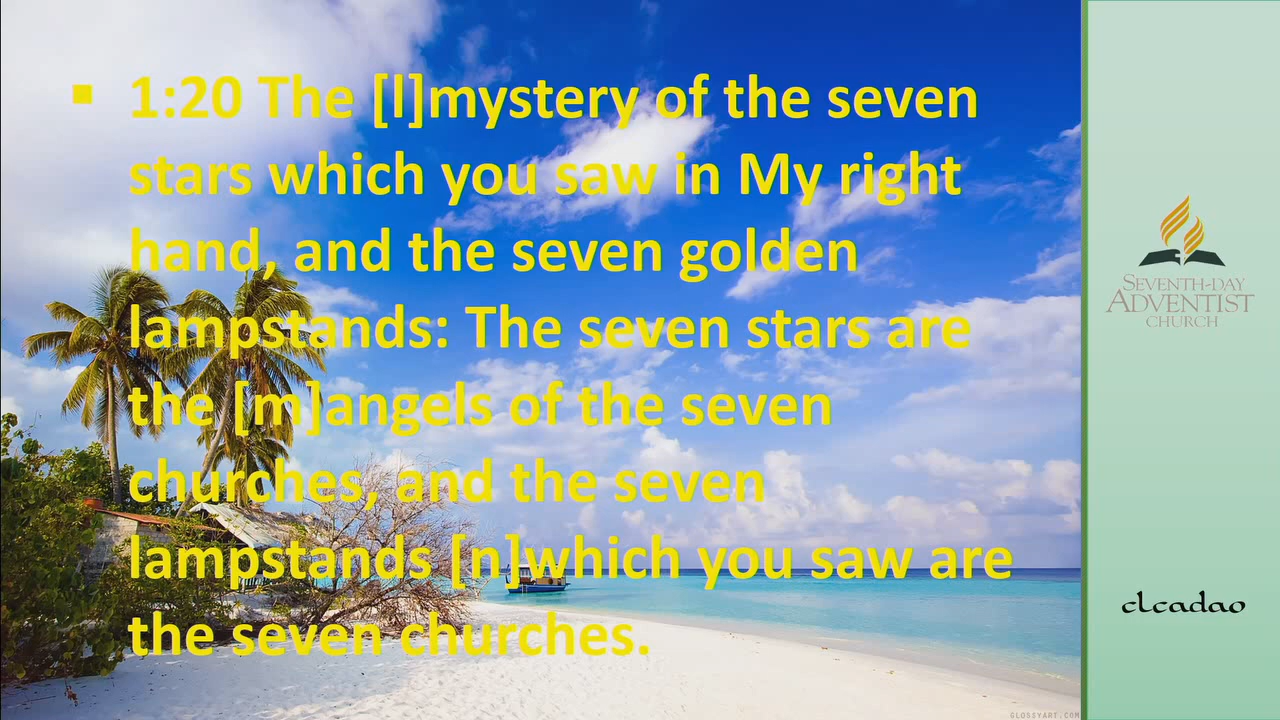 ▪ 1:20 The [l]mystery of the seven
stars which you saw in My right
hand, and the seven golden
lampstands: The seven stars are
the [m]angels of the seven
churches, and the seven
lampstands [n]which you saw are
the seven churches.
SEVENTH-DAY
ADVENTIST
CHURCH
clcadao
GLOSSYART.COM